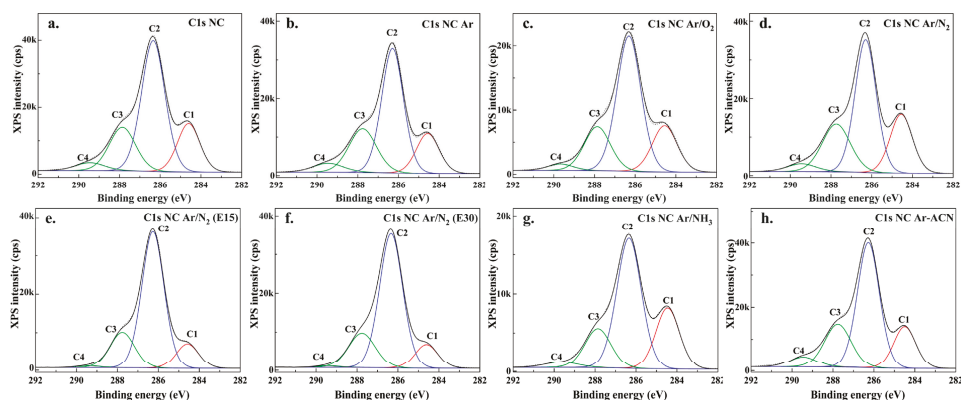 a.
C1s NC
C2
C3
C1
C4
40k
20k
0
XPS intensity (cps)
292 290 288 286 284 282
Binding energy (eV)
b.
C1s NC Ar
C2
C3
C1
C4
40k
20k
0
XPS intensity (cps)
292 290 288 286 284 282
Binding energy (eV)
c.
C1s NC Ar/O2
C2
C3
C1
C4
20k
10k
0
XPS intensity (cps)
292 290 288 286 284 282
Binding energy (eV)
d.
C1s NC Ar/N2
C2
C3
C1
C4
40k
20k
0
XPS intensity (cps)
292 290 288 286 284 282
Binding energy (eV)
e.
C1s NC Ar/N2 (E15)
C2
C3
C1
C4
40k
20k
0
XPS intensity (cps)
292 290 288 286 284 282
Binding energy (eV)
f.
C1s NC Ar/N2 (E30)
C2
C3
C1
C4
40k
20k
0
XPS intensity (cps)
292 290 288 286 284 282
Binding energy (eV)
g.
C1s NC Ar/NH3
C2
C3
C1
C4
20k
10k
0
XPS intensity (cps)
292 290 288 286 284 282
Binding energy (eV)
h.
C1s NC Ar-ACN
C2
C3
C1
C4
40k
20k
0
XPS intensity (cps)
292 290 288 286 284 282
Binding energy (eV)